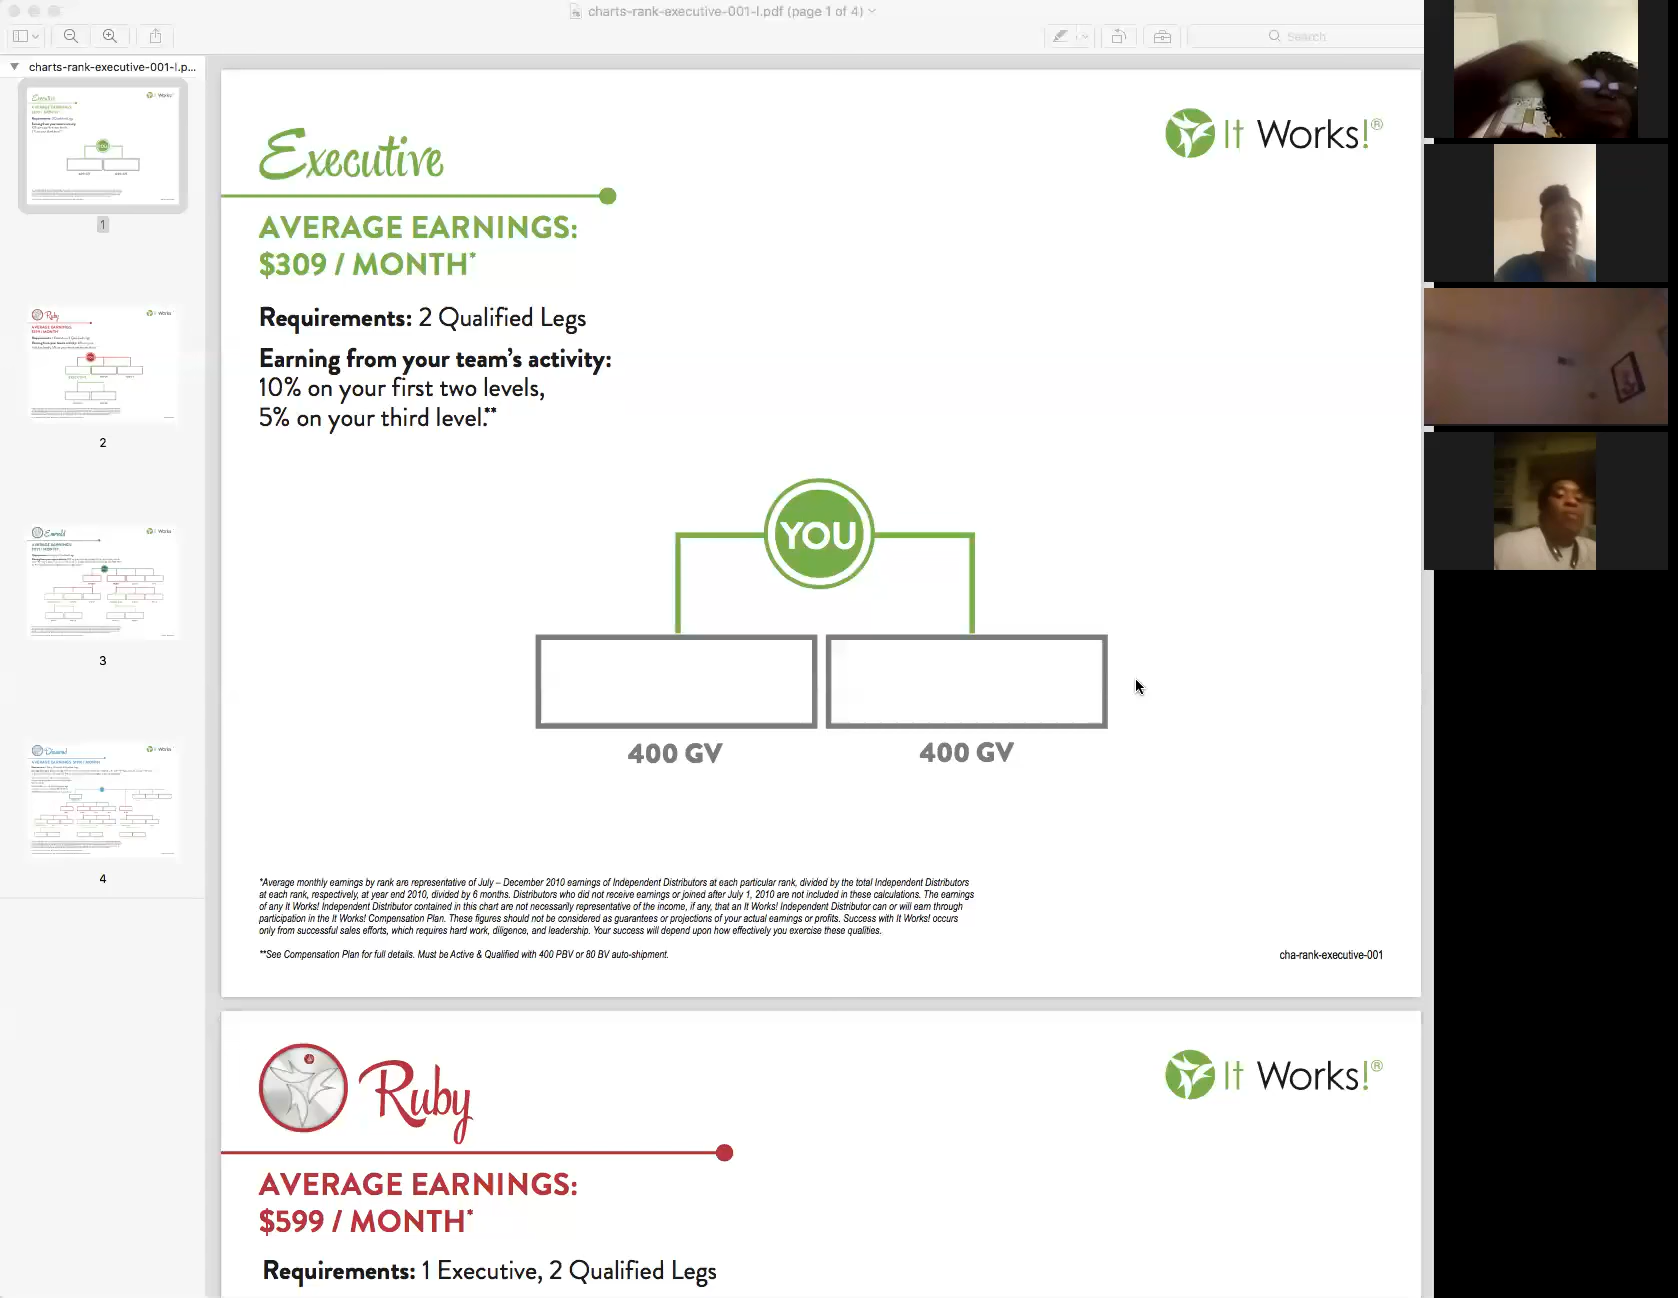 charts-rank-executive-001-l.pdf (page 1 of 4)
Search
charts-rank-executive-001-l.p...
1
2
3
4
Executive
It Works!®
AVERAGE EARNINGS:
$309 / MONTH*
Requirements: 2 Qualified Legs
Earning from your team's activity:
10% on your first two levels,
5% on your third level.**
YOU
400 GV
400 GV
*Average monthly earnings by rank are representative of July – December 2010 earnings of Independent Distributors at each particular rank, divided by the total Independent Distributors
at each rank, respectively, at year end 2010, divided by 6 months. Distributors who did not receive earnings or joined after July 1, 2010 are not included in these calculations. The earnings
of any It Works! Independent Distributor contained in this chart are not necessarily representative of the income, if any, that an It Works! Independent Distributor can or will earn through
participation in the It Works! Compensation Plan. These figures should not be considered as guarantees or projections of your actual earnings or profits. Success with It Works! occurs
only from successful sales efforts, which requires hard work, diligence, and leadership. Your success will depend upon how effectively you exercise these qualities.
**See Compensation Plan for full details. Must be Active & Qualified with 400 PBV or 80 BV auto-shipment.
cha-rank-executive-001
Ruby
It Works!®
AVERAGE EARNINGS:
$599 / MONTH*
Requirements: 1 Executive, 2 Qualified Legs